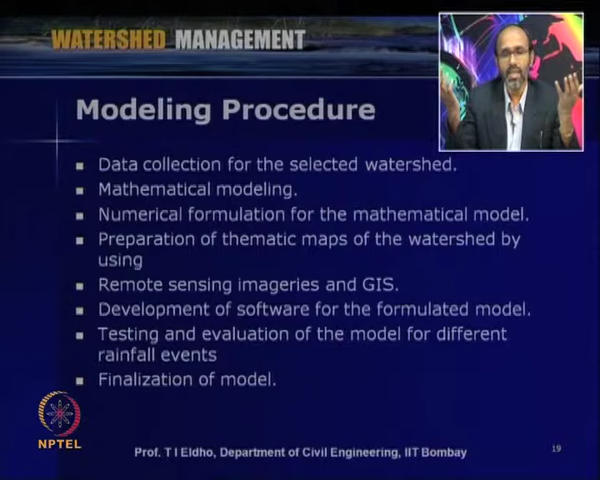 WATERSHED MANAGEMENT
Modeling Procedure
Data collection for the selected watershed.
Mathematical modeling.
Numerical formulation for the mathematical model.
Preparation of thematic maps of the watershed by
using
Remote sensing imageries and GIS.
Development of software for the formulated model.
Testing and evaluation of the model for different
rainfall events
Finalization of model.
NPTEL
Prof. T I Eldho, Department of Civil Engineering, IIT Bombay
19